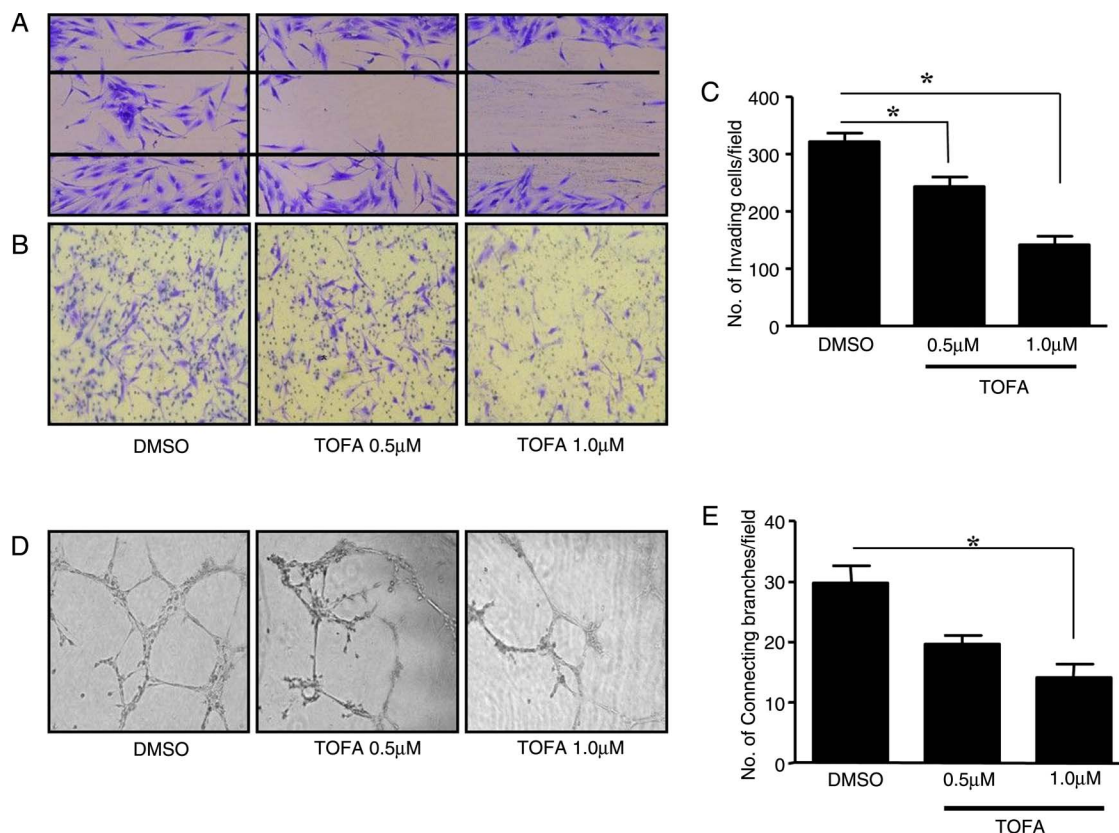 A
B
DMSO
TOFA 0.5μM
TOFA 1.0μM
C
No. of Invading cells/field
400
300
200
100
0
*
*
DMSO
0.5μM
1.0μM
TOFA
D
DMSO
TOFA 0.5μM
TOFA 1.0μM
E
No. of Connecting branches/field
40
30
20
10
0
*
DMSO
0.5μM
1.0μM
TOFA